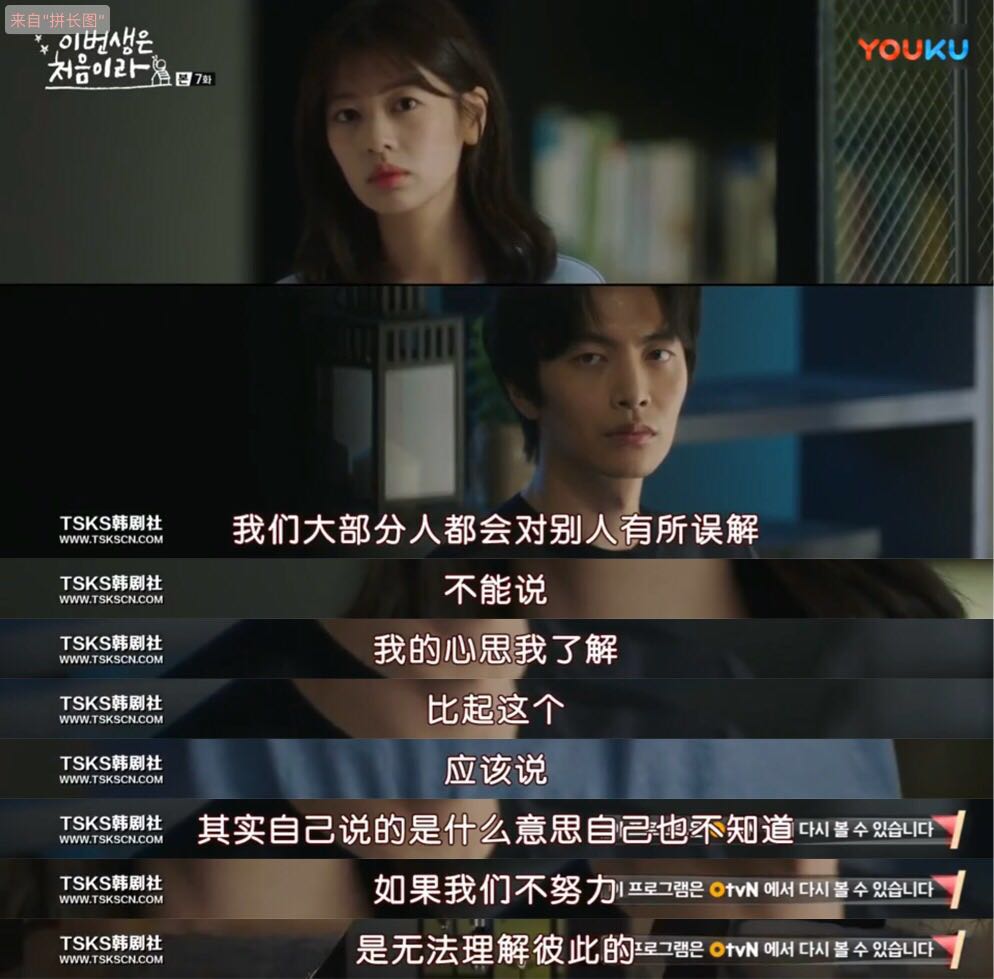 来自"拼长图"
이번생은
처음이라
본 7화
YOUKU
TSKS韩剧社
WWW.TSKSCN.COM
我们大部分人都会对别人有所误解
TSKS韩剧社
WWW.TSKSCN.COM
不能说
TSKS韩剧社
WWW.TSKSCN.COM
我的心思我了解
TSKS韩剧社
WWW.TSKSCN.COM
比起这个
TSKS韩剧社
WWW.TSKSCN.COM
应该说
TSKS韩剧社
WWW.TSKSCN.COM
其实自己说的是什么意思自己也不知道
다시 볼 수 있습니다
TSKS韩剧社
WWW.TSKSCN.COM
如果我们不努力
프로그램은 OtvN 에서 다시 볼 수 있습니다
TSKS韩剧社
WWW.TSKSCN.COM
是无法理解彼此的
프로그램은 OtvN 에서 다시 볼 수 있습니다